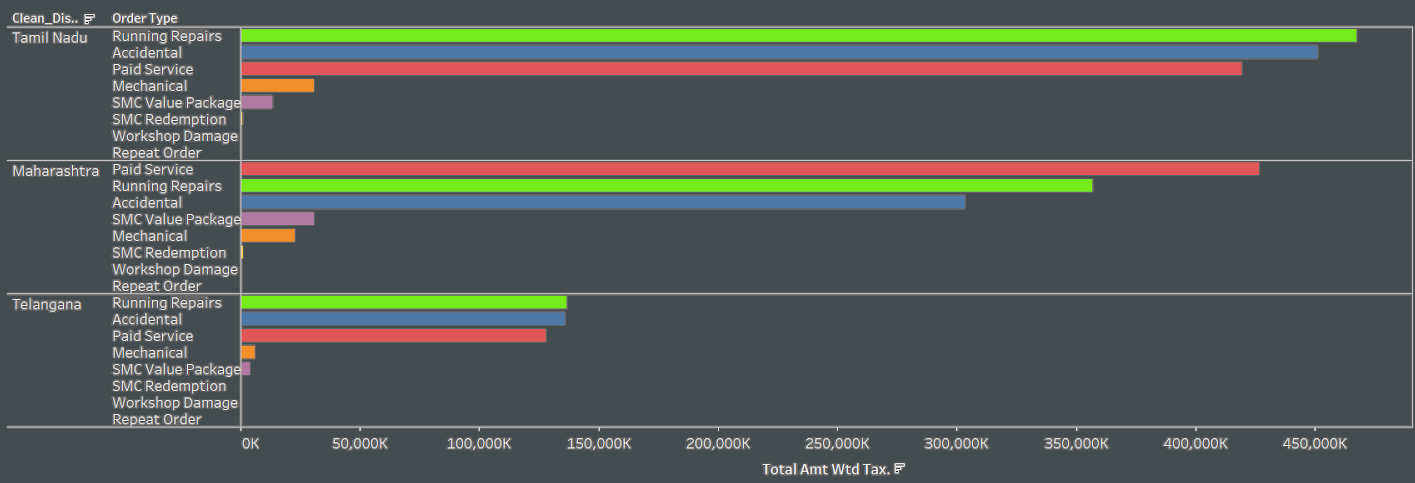 Clean_Dis.. Order Type
Tamil Nadu Running Repairs
Accidental
Paid Service
Mechanical
SMC Value Package
SMC Redemption
Workshop Damage
Repeat Order
Maharashtra Paid Service
Running Repairs
Accidental
SMC Value Package
Mechanical
SMC Redemption
Workshop Damage
Repeat Order
Telangana Running Repairs
Accidental
Paid Service
Mechanical
SMC Value Package
SMC Redemption
Workshop Damage
Repeat Order
0K 50,000K 100,000K 150,000K 200,000K 250,000K 300,000K 350,000K 400,000K 450,000K
Total Amt Wtd Tax.